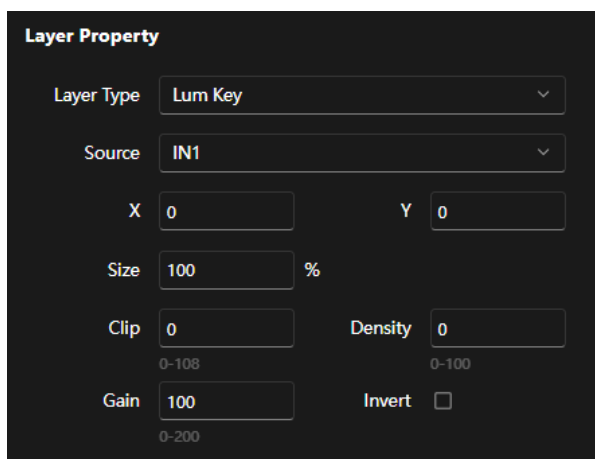 Layer Property
Layer Type Lum Key
Source IN1
X 0 Y 0
Size 100 %
Clip 0 Density 0
0-108 0-100
Gain 100 Invert
0-200